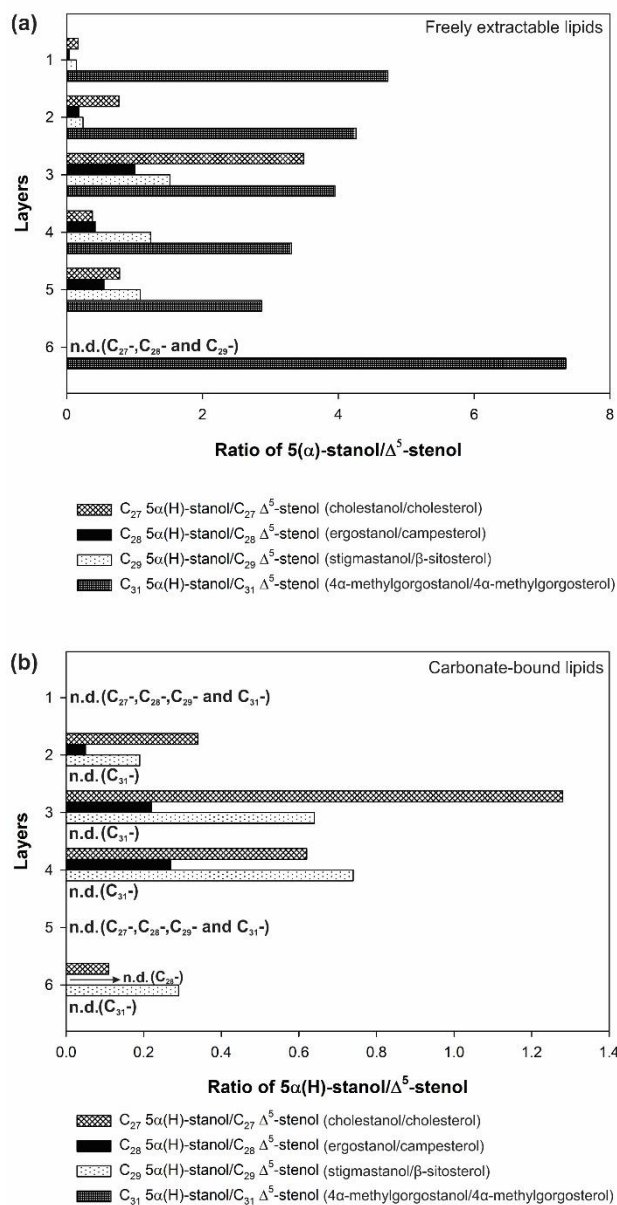 (a)
Freely extractable lipids
Layers
1
2
3
4
5
6
n.d.(C₂₇-,C₂₈- and C₂₉-)
0 2 4 6 8
Ratio of 5(α)-stanol/Δ⁵-stenol
C₂₇ 5α(H)-stanol/C₂₇ Δ⁵-stenol (cholestanol/cholesterol)
C₂₈ 5α(H)-stanol/C₂₈ Δ⁵-stenol (ergostanol/campesterol)
C₂₉ 5α(H)-stanol/C₂₉ Δ⁵-stenol (stigmastanol/β-sitosterol)
C₃₁ 5α(H)-stanol/C₃₁ Δ⁵-stenol (4α-methylgorgostanol/4α-methylgorgosterol)
(b)
Carbonate-bound lipids
Layers
1
n.d.(C₂₇-,C₂₈-,C₂₉- and C₃₁-)
2
n.d.(C₃₁-)
3
n.d.(C₃₁-)
4
n.d.(C₃₁-)
5
n.d.(C₂₇-,C₂₈-,C₂₉- and C₃₁-)
n.d.(C₂₈-)
6
n.d.(C₃₁-)
0.0 0.2 0.4 0.6 0.8 1.0 1.2 1.4
Ratio of 5α(H)-stanol/Δ⁵-stenol
C₂₇ 5α(H)-stanol/C₂₇ Δ⁵-stenol (cholestanol/cholesterol)
C₂₈ 5α(H)-stanol/C₂₈ Δ⁵-stenol (ergostanol/campesterol)
C₂₉ 5α(H)-stanol/C₂₉ Δ⁵-stenol (stigmastanol/β-sitosterol)
C₃₁ 5α(H)-stanol/C₃₁ Δ⁵-stenol (4α-methylgorgostanol/4α-methylgorgosterol)